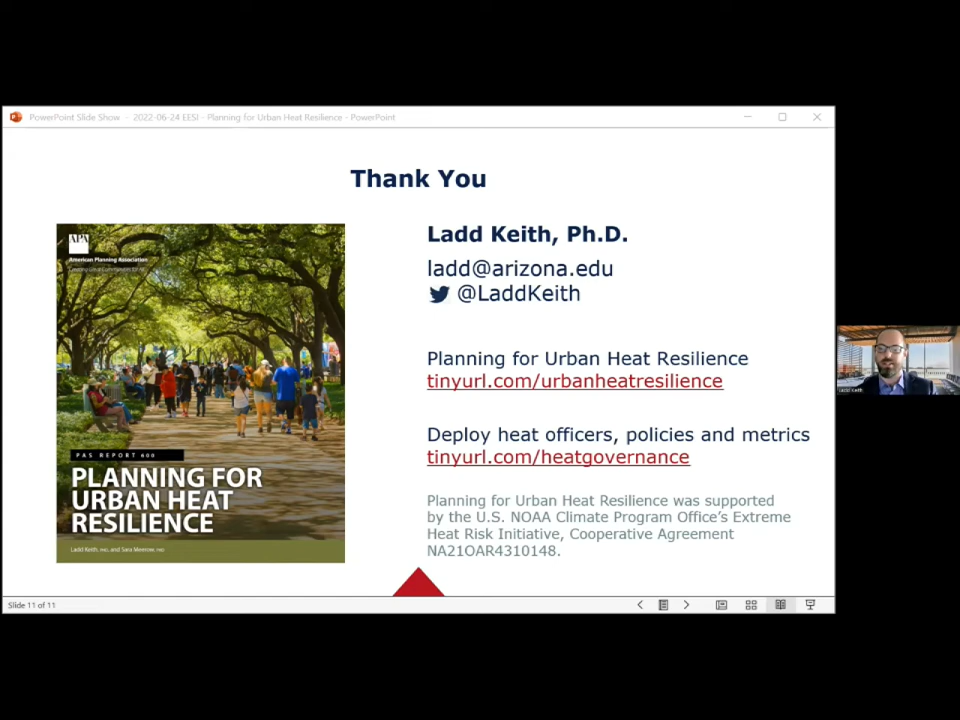 PowerPoint Slide Show - 2022-06-24 EESI - Planning for Urban Heat Resilience - PowerPoint
Thank You
APA
American Planning Association
PAS REPORT 600
PLANNING FOR
URBAN HEAT
RESILIENCE
Ladd Keith, PHD, and Sara Meerow, PHD
Ladd Keith, Ph.D.
ladd@arizona.edu
@LaddKeith
Planning for Urban Heat Resilience
tinyurl.com/urbanheatresilience
Deploy heat officers, policies and metrics
tinyurl.com/heatgovernance
Planning for Urban Heat Resilience was supported
by the U.S. NOAA Climate Program Office's Extreme
Heat Risk Initiative, Cooperative Agreement
NA21OAR4310148.
Slide 11 of 11
Ladd Keith